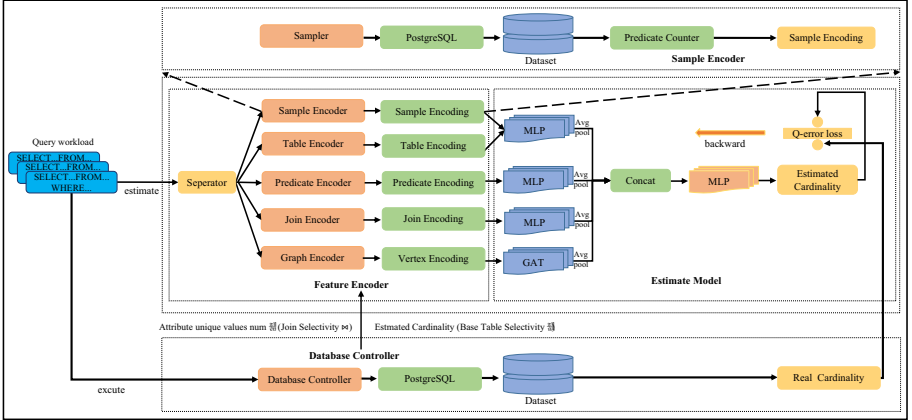 Sampler
PostgreSQL
Dataset
Predicate Counter
Sample Encoding
Sample Encoder
Query workload
SELECT...FROM...
SELECT...FROM...
SELECT...FROM...
WHERE...
estimate
Seperator
Sample Encoder
Sample Encoding
Table Encoder
Table Encoding
Predicate Encoder
Predicate Encoding
Join Encoder
Join Encoding
Graph Encoder
Vertex Encoding
Feature Encoder
MLP
Avg
pool
MLP
Avg
pool
MLP
Avg
pool
GAT
Avg
pool
Concat
MLP
backward
Q-error loss
Estimated
Cardinality
Estimate Model
Attribute unique values num (Join Selectivity ⋈)
Estmated Cardinality (Base Table Selectivity
Database Controller
excute
Database Controller
PostgreSQL
Dataset
Real Cardinality